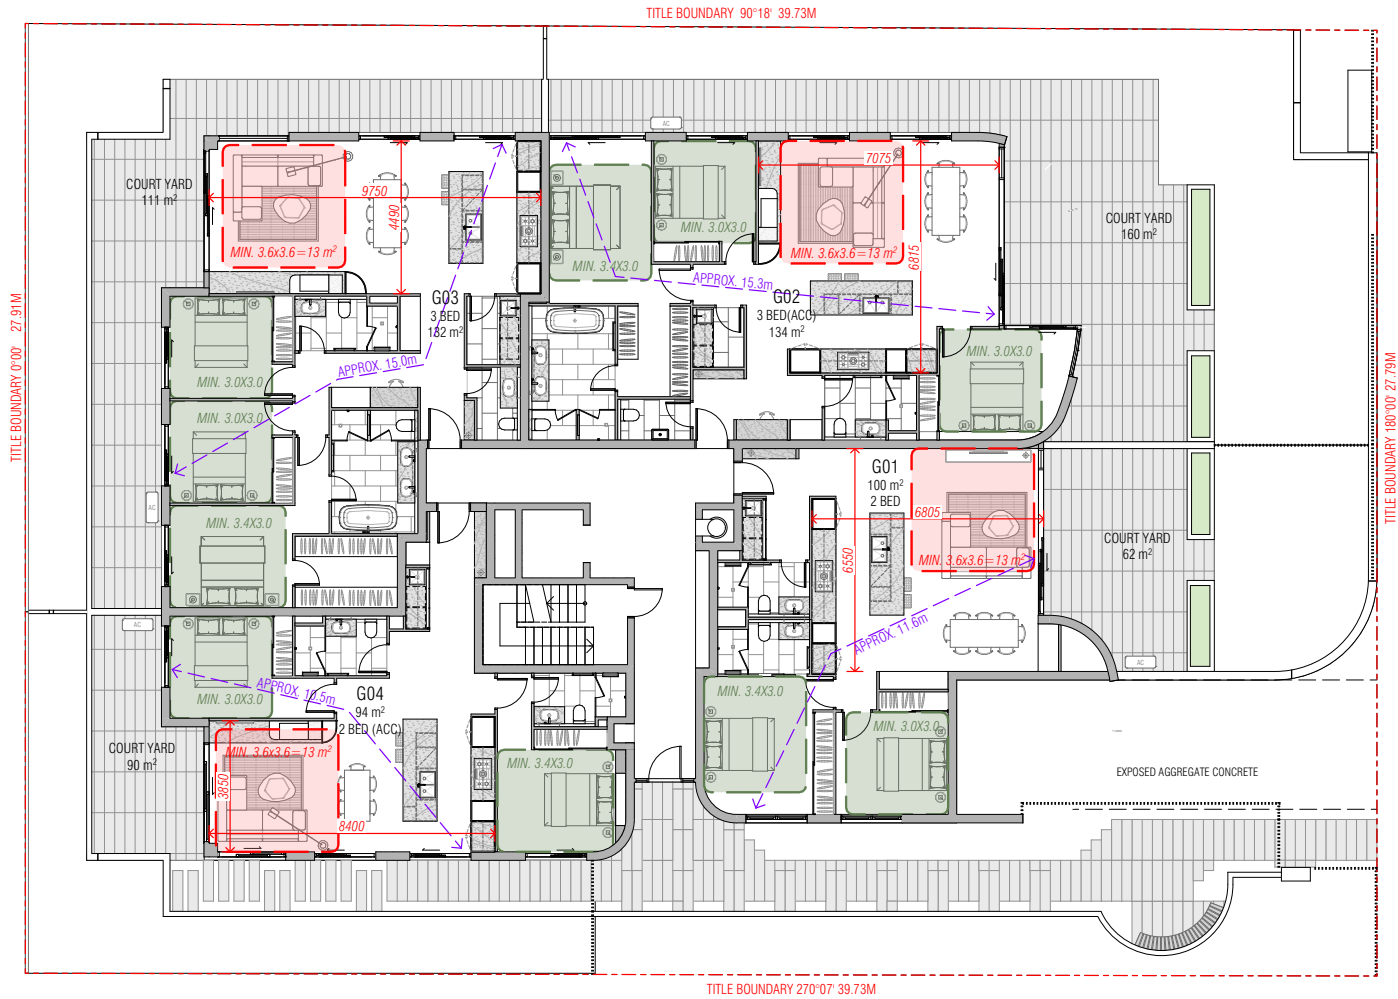 TITLE BOUNDARY 90°18' 39.73M
TITLE BOUNDARY 0°00' 27.91M
TITLE BOUNDARY 180°00' 27.79M
TITLE BOUNDARY 270°07' 39.73M
AC
COURT YARD
111 m²
9750
4490
MIN. 3.6x3.6=13 m²
G03
3 BED
132 m²
APPROX. 15.0m
MIN. 3.0X3.0
MIN. 3.0X3.0
MIN. 3.4X3.0
AC
MIN. 3.4X3.0
MIN. 3.0X3.0
7075
6815
MIN. 3.6x3.6=13 m²
APPROX. 15.3m
G02
3 BED(ACC)
134 m²
MIN. 3.0X3.0
COURT YARD
160 m²
G01
100 m²
2 BED
6805
6550
MIN. 3.6x3.6=13 m²
APPROX. 11.6m
COURT YARD
62 m²
AC
MIN. 3.4X3.0
MIN. 3.0X3.0
EXPOSED AGGREGATE CONCRETE
AC
MIN. 3.0X3.0
APPROX. 10.5m
G04
94 m²
2 BED (ACC)
COURT YARD
90 m²
MIN. 3.6x3.6=13 m²
3850
8400
MIN. 3.4X3.0